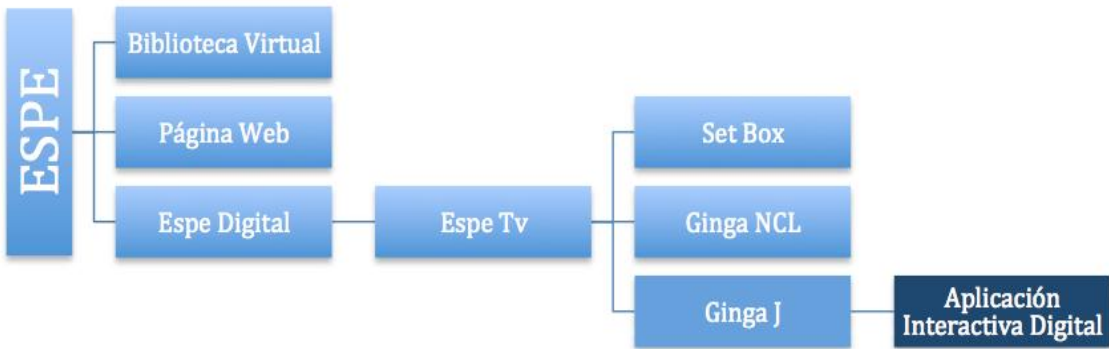 ESPE
Biblioteca Virtual
Página Web
Espe Digital
Espe Tv
Set Box
Ginga NCL
Ginga J
Aplicación
Interactiva Digital